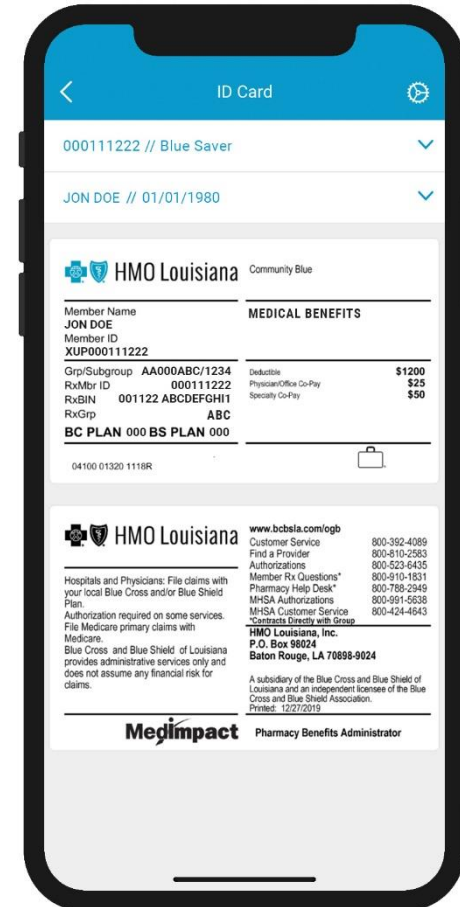 ID Card
000111222 // Blue Saver
JON DOE // 01/01/1980
HMO Louisiana
Community Blue
Member Name
JON DOE
Member ID
XUP000111222
MEDICAL BENEFITS
Grp/Subgroup AA000ABC/1234
RxMbr ID 000111222
RxBIN 001122 ABCDEFGHI1
RxGrp ABC
BC PLAN 000 BS PLAN 000
Deductible $1200
Physician/Office Co-Pay $25
Specialty Co-Pay $50
04100 01320 1118R
HMO Louisiana
Hospitals and Physicians: File claims with
your local Blue Cross and/or Blue Shield
Plan.
Authorization required on some services.
File Medicare primary claims with
Medicare.
Blue Cross and Blue Shield of Louisiana
provides administrative services only and
does not assume any financial risk for
claims.
www.bcbsla.com/ogb
Customer Service 800-392-4089
Find a Provider 800-810-2583
Authorizations 800-523-6435
Member Rx Questions* 800-910-1831
Pharmacy Help Desk* 800-788-2949
MHSA Authorizations 800-991-5638
MHSA Customer Service 800-424-4643
*Contracts Directly with Group
HMO Louisiana, Inc.
P.O. Box 98024
Baton Rouge, LA 70898-9024
A subsidiary of the Blue Cross and Blue Shield of
Louisiana and an independent licensee of the Blue
Cross and Blue Shield Association.
Printed: 12/27/2019
Medimpact
Pharmacy Benefits Administrator